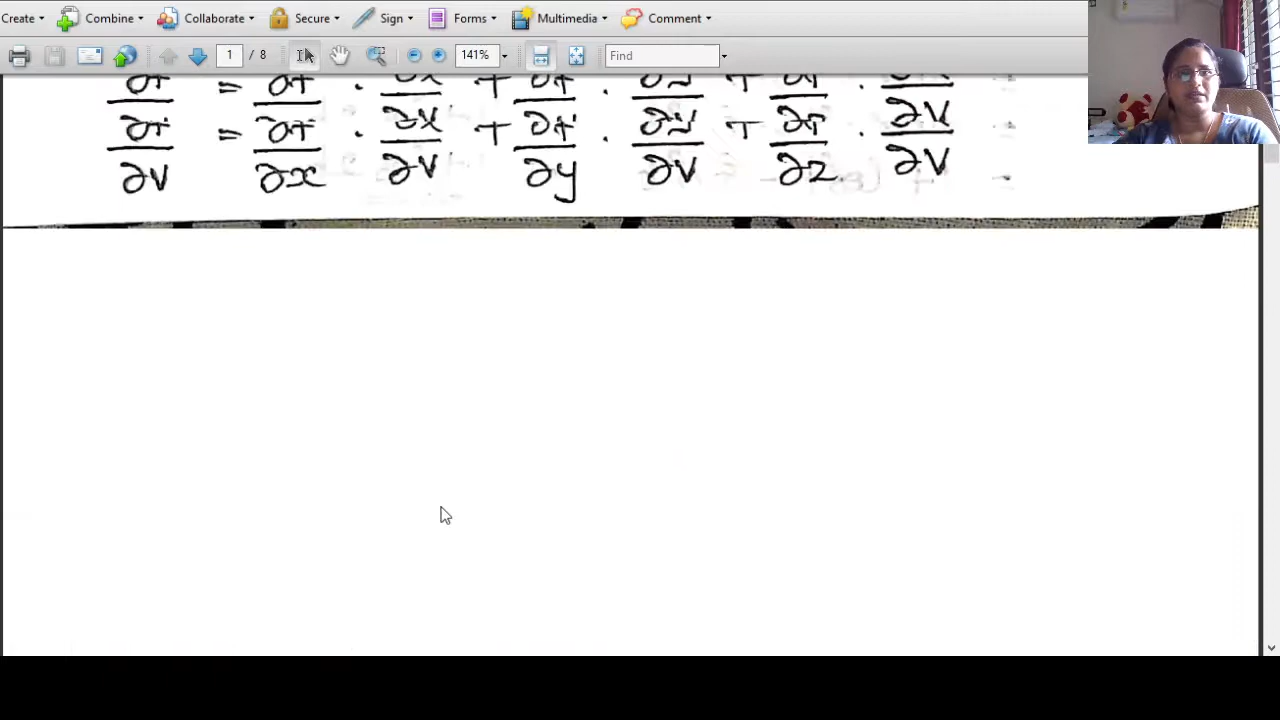 Create Combine Collaborate Secure Sign Forms Multimedia Comment
1 / 8 141% Find
∂f/∂v = ∂f/∂x · ∂x/∂v + ∂f/∂y · ∂y/∂v + ∂f/∂z · ∂z/∂v